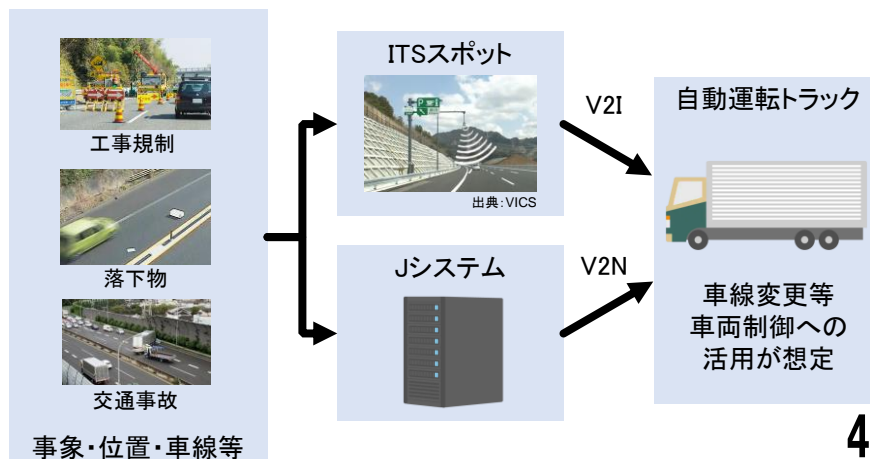 工事規制
落下物
交通事故
事象・位置・車線等
ITSスポット
出典：VICS
Jシステム
V2I
V2N
自動運転トラック
車線変更等
車両制御への
活用が想定
4